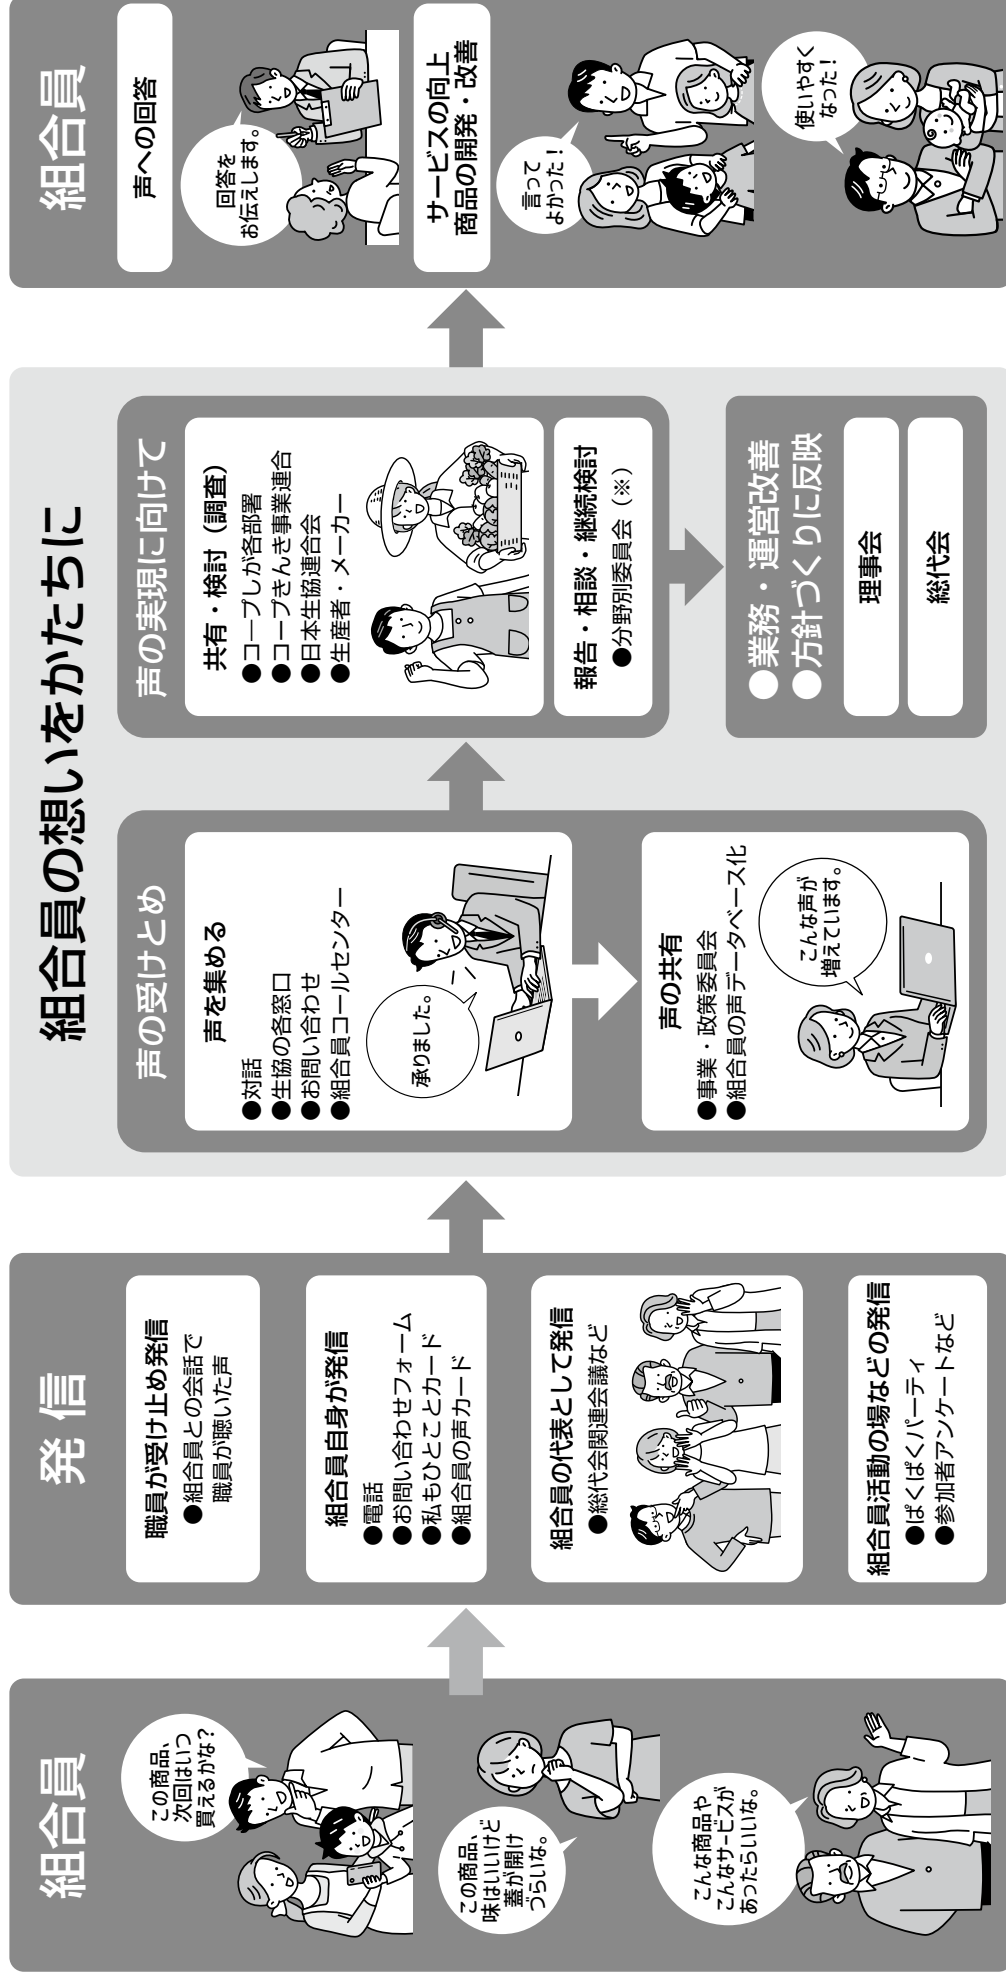 組合員
この商品、
次回はいつ
買えるかな?
この商品、
味はいいけど
蓋が開け
づらいな。
こんな商品や
こんなサービスが
あったらいいな。
発信
職員が受け止め発信
●組合員との会話で
職員が聴いた声
組合員自身が発信
●電話
●お問い合わせフォーム
●私もひとことカード
●組合員の声カード
組合員の代表として発信
●総代会関連会議など
組合員活動の場などの発信
●ぱくぱくパーティ
●参加者アンケートなど
組合員の想いをかたちに
声の受けとめ
声を集める
●対話
●生協の各窓口
●お問い合わせ
●組合員コールセンター
承りました。
声の共有
●事業・政策委員会
●組合員の声データベース化
こんな声が
増えています。
声の実現に向けて
共有・検討（調査）
●コープしが各部署
●コープきんき事業連合
●日本生協連合会
●生産者・メーカー
報告・相談・継続検討
●分野別委員会（※）
●業務・運営改善
●方針づくりに反映
理事会
総代会
組合員
声への回答
回答を
お伝えします。
サービスの向上
商品の開発・改善
言って
よかった！
使いやすく
なった！